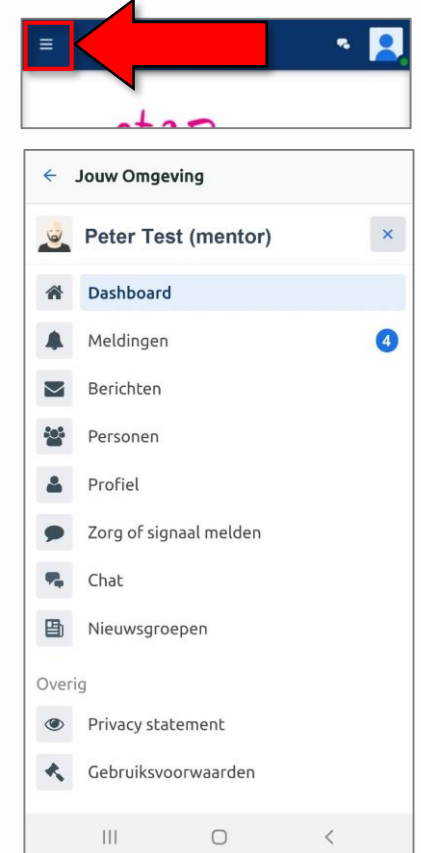 Jouw Omgeving
Peter Test (mentor)
Dashboard
Meldingen 4
Berichten
Personen
Profiel
Zorg of signaal melden
Chat
Nieuwsgroepen
Overig
Privacy statement
Gebruiksvoorwaarden